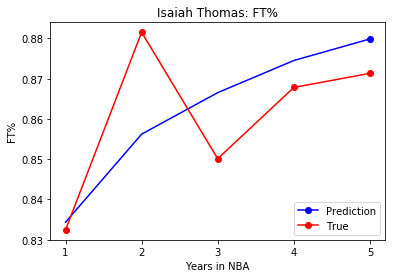 Isaiah Thomas: FT%
FT%
0.88
0.87
0.86
0.85
0.84
0.83
1
2
3
4
5
Years in NBA
Prediction
True